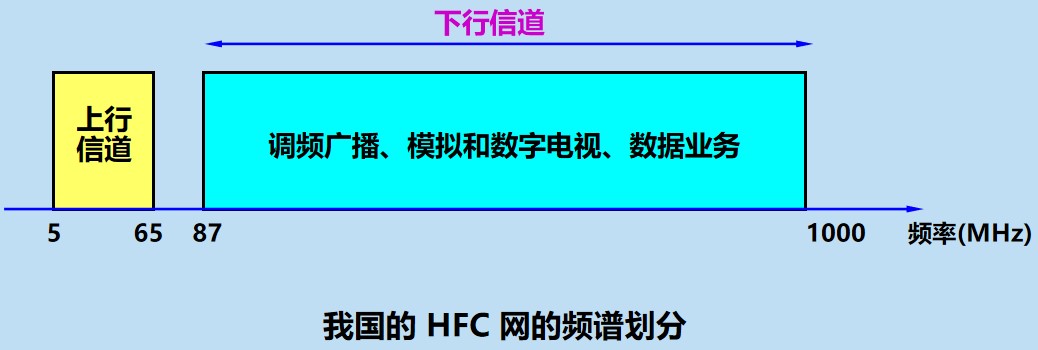 下行信道
上行
信道
调频广播、模拟和数字电视、数据业务
5
65
87
1000
频率(MHz)
我国的 HFC 网的频谱划分